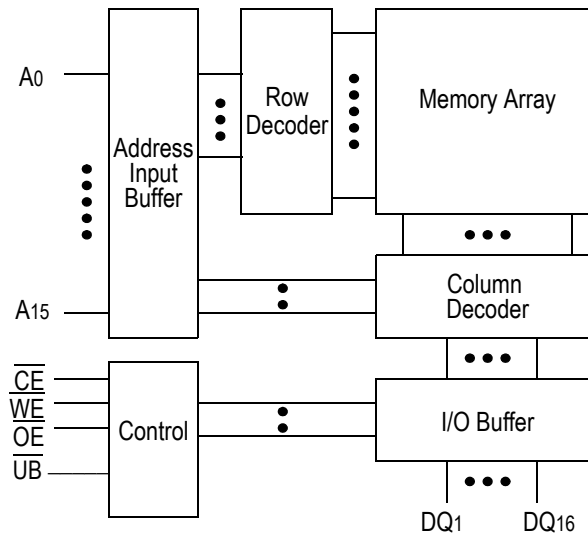 A0
A15
Address
Input
Buffer
Row
Decoder
Memory Array
Column
Decoder
CE
WE
OE
UB
Control
I/O Buffer
DQ1
DQ16